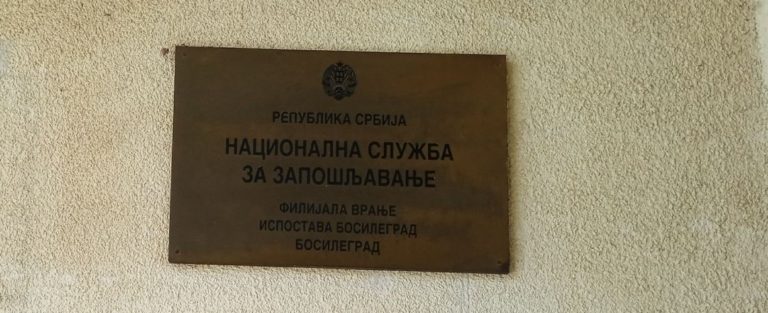 РЕПУБЛИКА СРБИЈА
НАЦИОНАЛНА СЛУЖБА
ЗА ЗАПОШЉАВАЊЕ
ФИЛИЈАЛА ВРАЊЕ
ИСПОСТАВА БОСИЛЕГРАД
БОСИЛЕГРАД